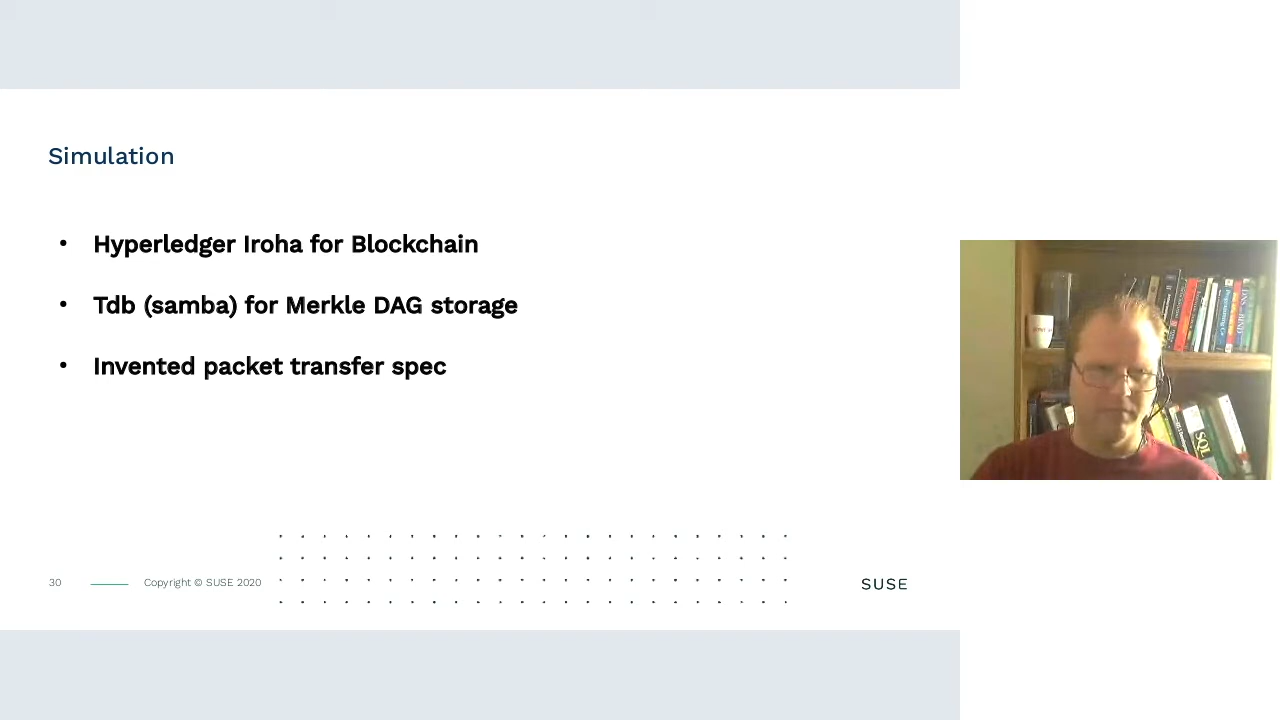 Simulation
• Hyperledger Iroha for Blockchain
• Tdb (samba) for Merkle DAG storage
• Invented packet transfer spec
30
Copyright © SUSE 2020
SUSE
SQL